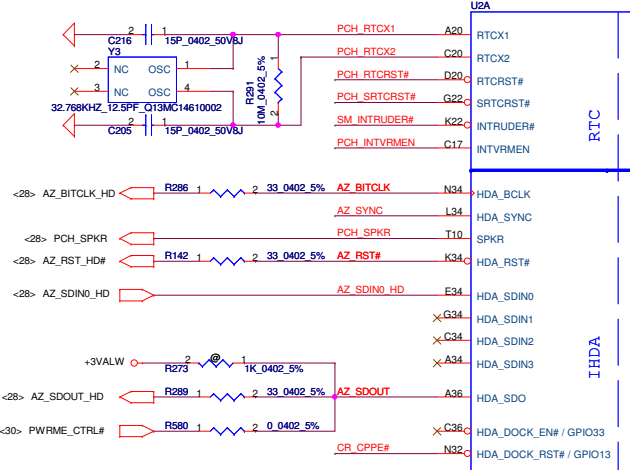 U2A
C216 2 1 15P_0402_50V8J
Y3
2 NC OSC 1
3 NC OSC 4
32.768KHZ_12.5PF_Q13MC14610002
C205 2 1 15P_0402_50V8J
R291 10M_0402_5% 1 2
PCH_RTCX1 A20 RTCX1
PCH_RTCX2 C20 RTCX2
PCH_RTCRST# D20 RTCRST#
PCH_SRTCRST# G22 SRTCRST#
SM_INTRUDER# K22 INTRUDER#
PCH_INTVRMEN C17 INTVRMEN
RTC
<28> AZ_BITCLK_HD R286 1 2 33_0402_5% AZ_BITCLK N34 HDA_BCLK
AZ_SYNC L34 HDA_SYNC
<28> PCH_SPKR PCH_SPKR T10 SPKR
<28> AZ_RST_HD# R142 1 2 33_0402_5% AZ_RST# K34 HDA_RST#
<28> AZ_SDIN0_HD AZ_SDIN0_HD E34 HDA_SDIN0
G34 HDA_SDIN1
C34 HDA_SDIN2
A34 HDA_SDIN3
IHDA
+3VALW 2 @ 1 R273 1K_0402_5%
<28> AZ_SDOUT_HD R289 1 2 33_0402_5% AZ_SDOUT A36 HDA_SDO
<30> PWRME_CTRL# R580 1 2 0_0402_5%
C36 HDA_DOCK_EN# / GPIO33
CR_CPPE# N32 HDA_DOCK_RST# / GPIO13